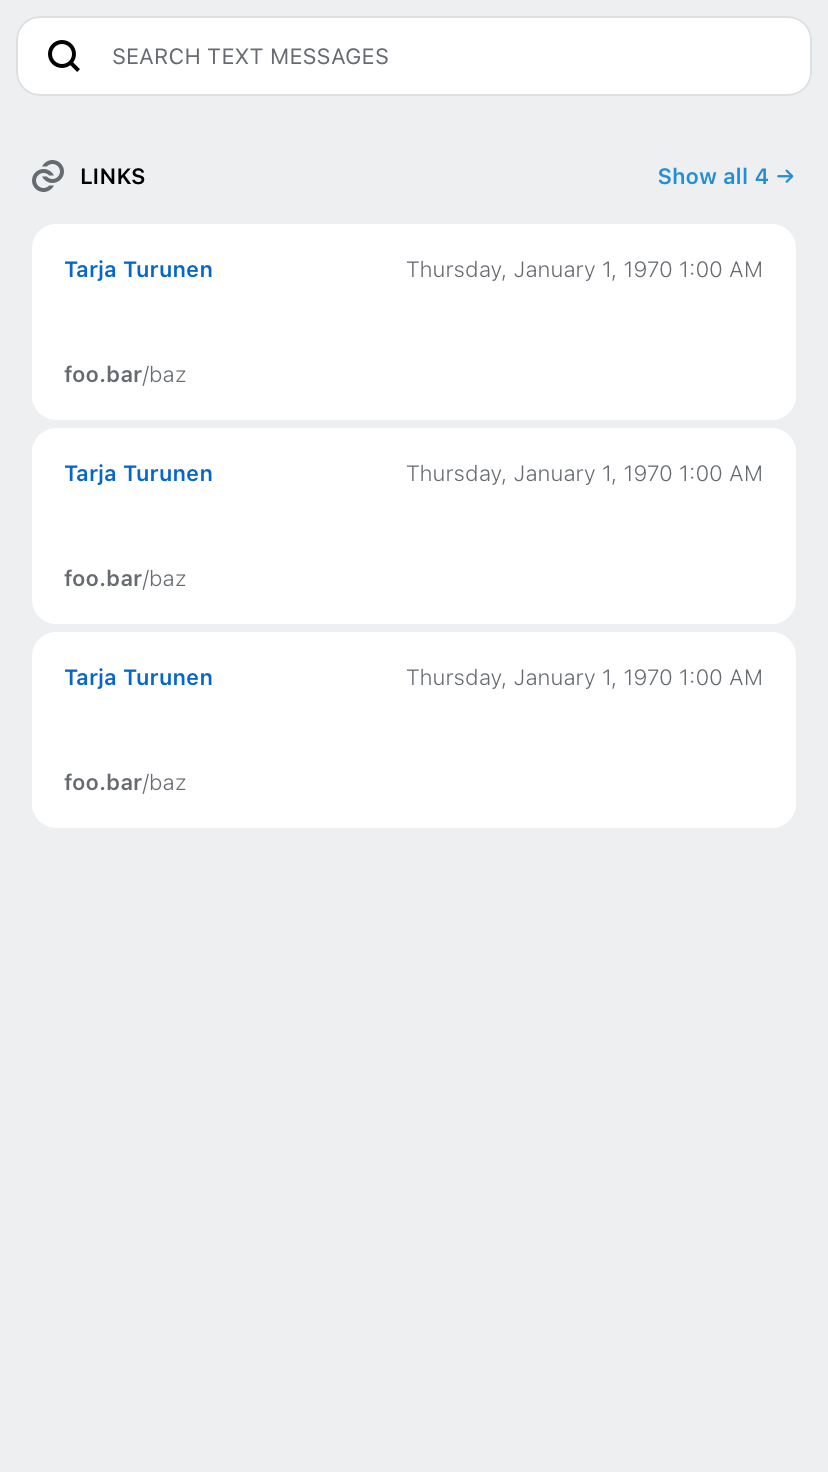 SEARCH TEXT MESSAGES
LINKS Show all 4 →
Tarja Turunen Thursday, January 1, 1970 1:00 AM
foo.bar/baz
Tarja Turunen Thursday, January 1, 1970 1:00 AM
foo.bar/baz
Tarja Turunen Thursday, January 1, 1970 1:00 AM
foo.bar/baz